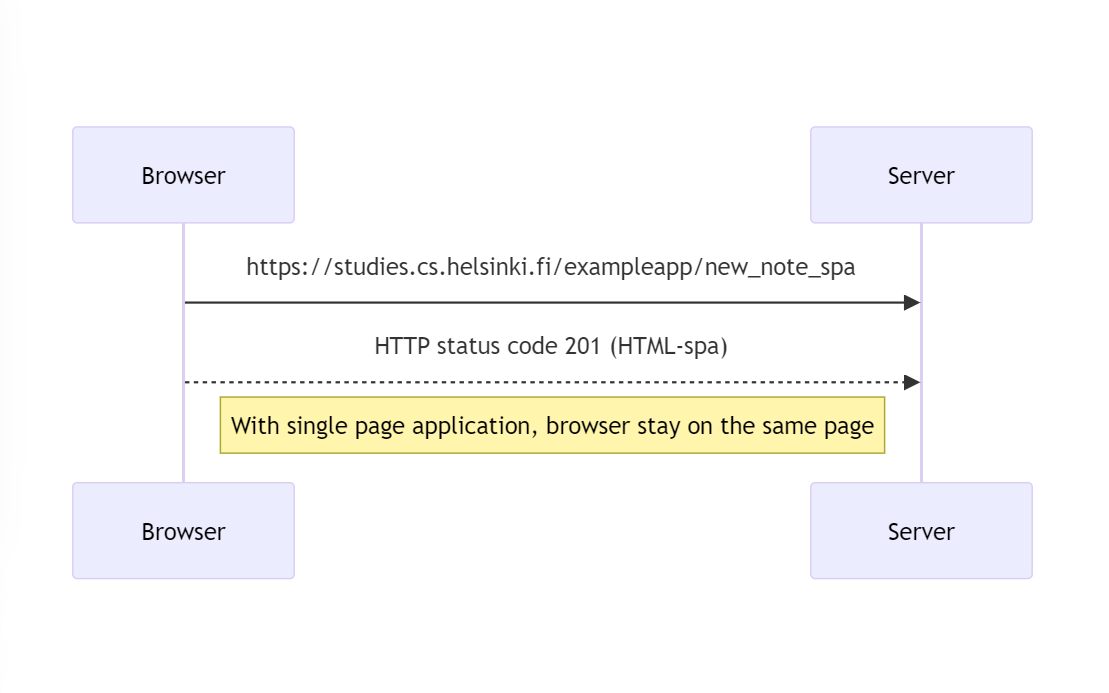 Browser
Server
https://studies.cs.helsinki.fi/exampleapp/new_note_spa
HTTP status code 201 (HTML-spa)
With single page application, browser stay on the same page
Browser
Server